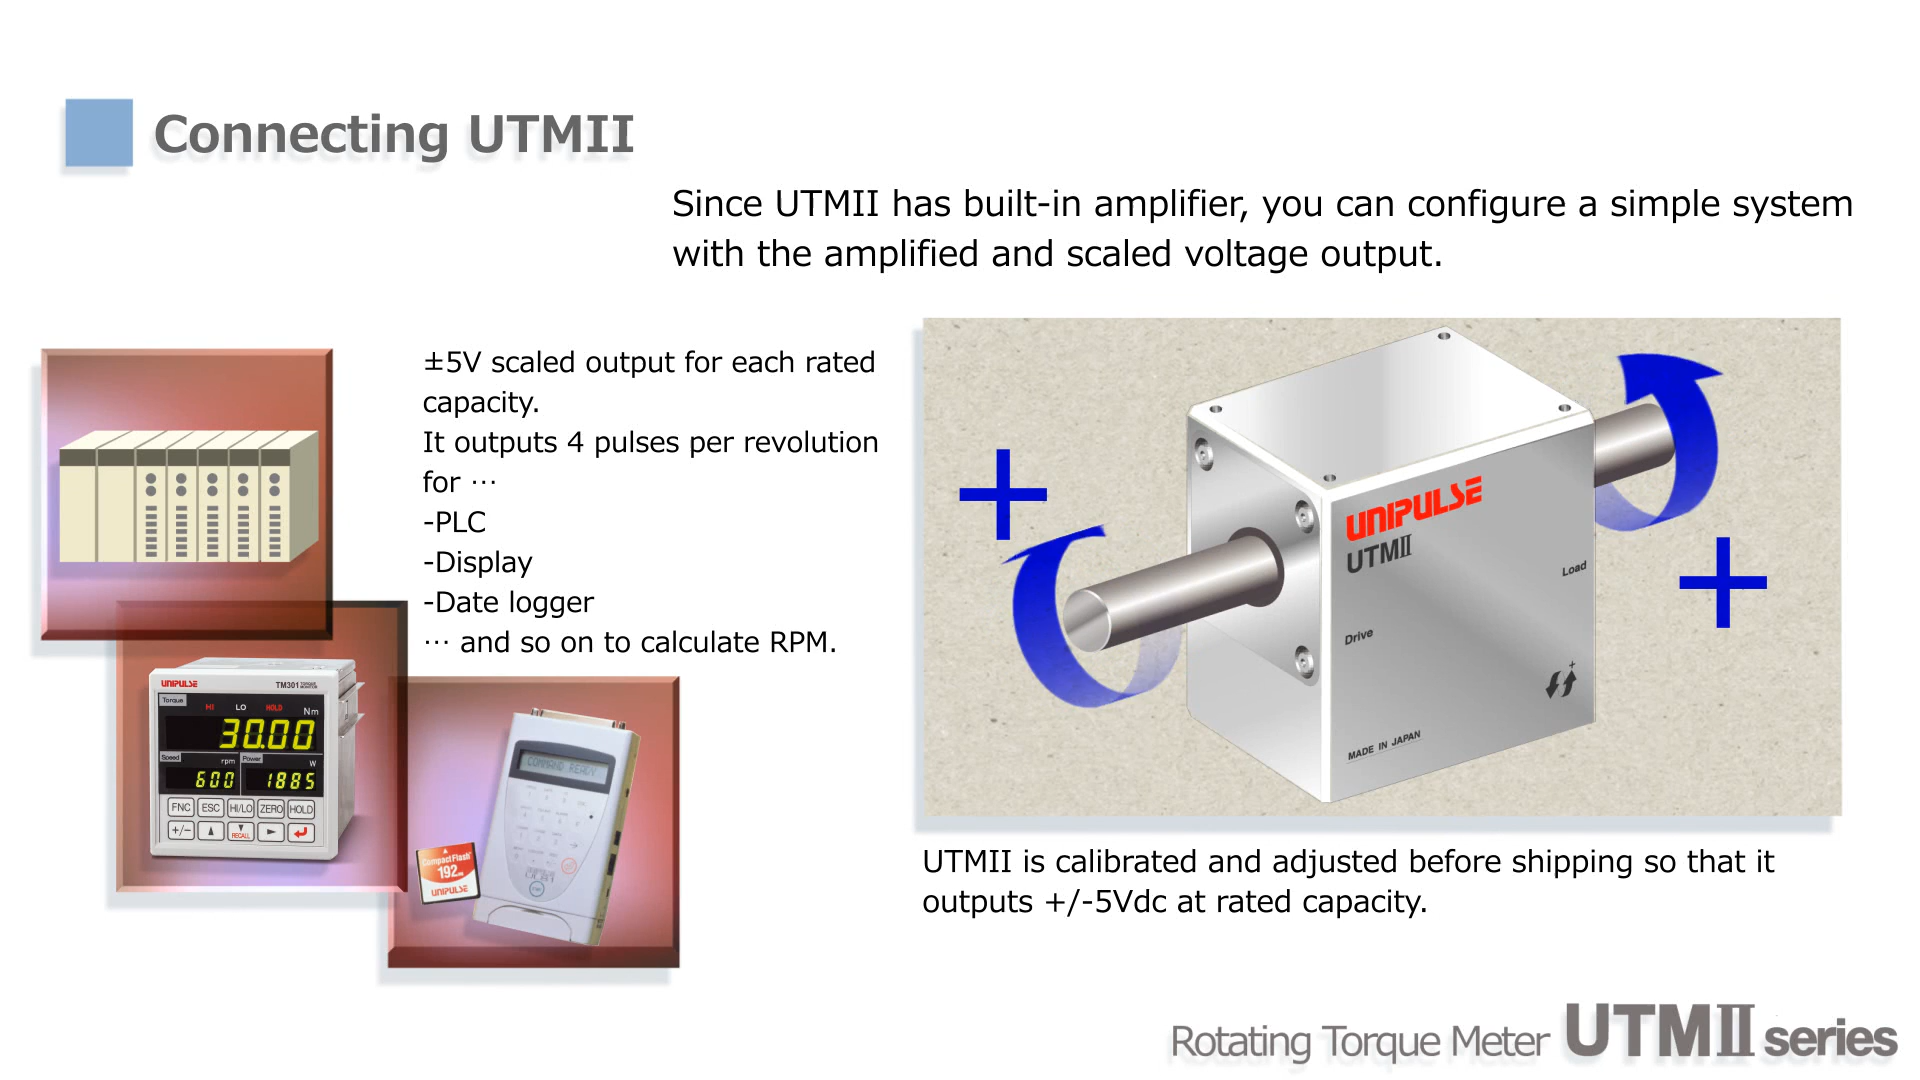 Connecting UTMII
Since UTMII has built-in amplifier, you can configure a simple system
with the amplified and scaled voltage output.
±5V scaled output for each rated
capacity.
It outputs 4 pulses per revolution
for ⋯
-PLC
-Display
-Date logger
⋯ and so on to calculate RPM.
UNIPULSE
TM301 TORQUE MONITOR
Torque
HI LO HOLD Nm
30.00
Speed rpm Power W
600 1885
FNC ESC HI/LO ZERO HOLD
+/− ▲ ▼ ►
RECALL
COMMAND READY
CompactFlash
192MB
UNIPULSE
+
+
UNIPULSE
UTMII
Load
Drive
+
MADE IN JAPAN
UTMII is calibrated and adjusted before shipping so that it
outputs +/-5Vdc at rated capacity.
Rotating Torque Meter UTMII series